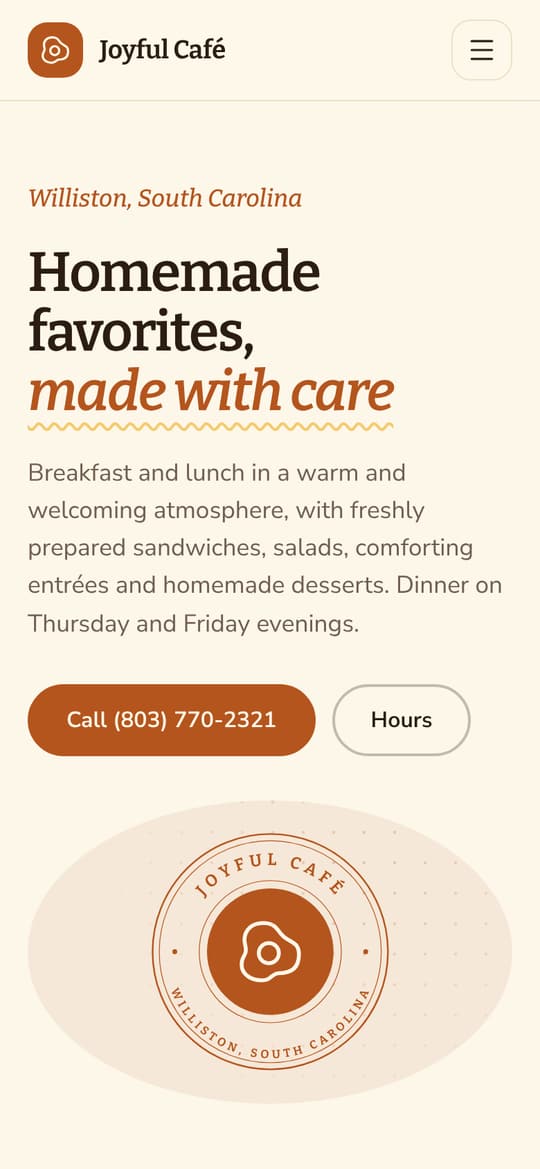 Joyful Café
Williston, South Carolina
Homemade
favorites,
made with care
Breakfast and lunch in a warm and
welcoming atmosphere, with freshly
prepared sandwiches, salads, comforting
entrées and homemade desserts. Dinner on
Thursday and Friday evenings.
Call (803) 770-2321
Hours
JOYFUL CAFÉ
WILLISTON, SOUTH CAROLINA